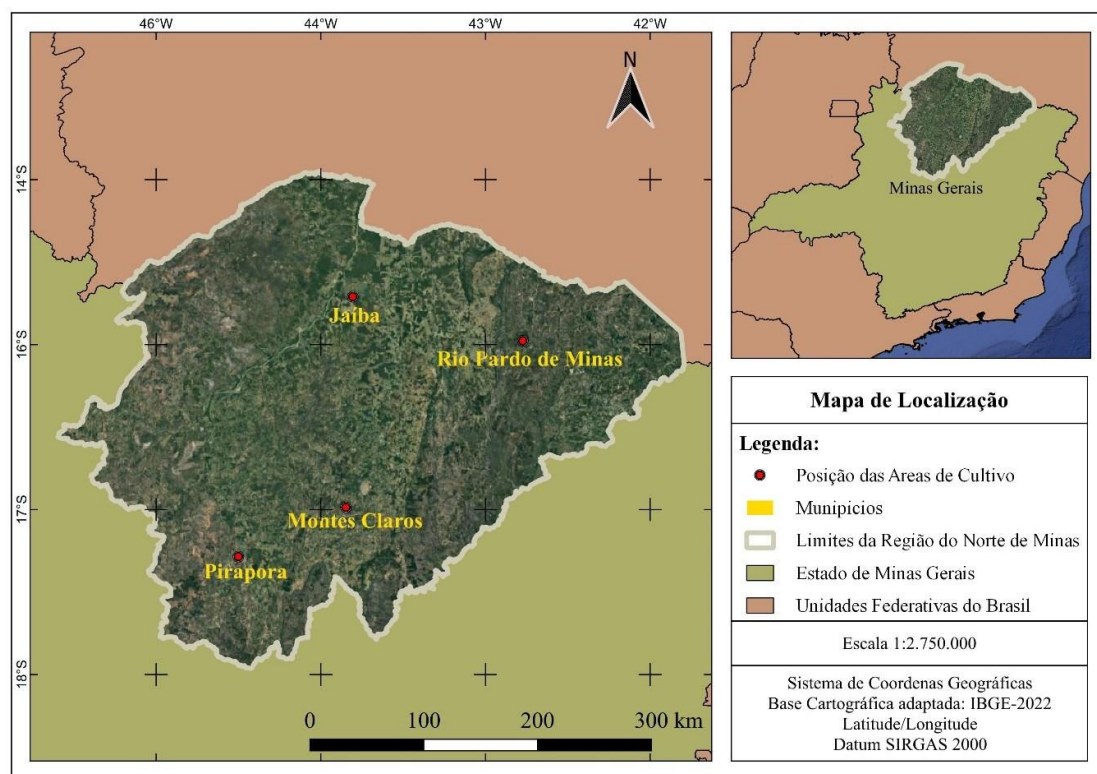 46°W
44°W
43°W
42°W
14°S
16°S
17°S
18°S
N
Jaíba
Rio Pardo de Minas
Montes Claros
Pirapora
0
100
200
300 km
Minas Gerais
Mapa de Localização
Legenda:
Posição das Areas de Cultivo
Munipicios
Limites da Região do Norte de Minas
Estado de Minas Gerais
Unidades Federativas do Brasil
Escala 1:2.750.000
Sistema de Coordenas Geográficas
Base Cartográfica adaptada: IBGE-2022
Latitude/Longitude
Datum SIRGAS 2000